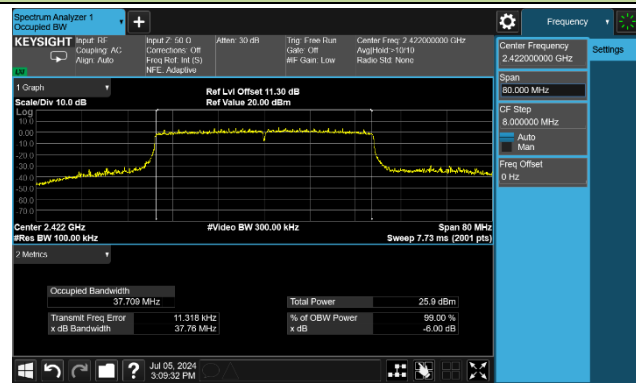 Spectrum Analyzer 1
Occupied BW
Frequency
KEYSIGHT
Input: RF
Coupling: AC
Align: Auto
Input Z: 50 Ω
Corrections: Off
Freq Ref: Int (S)
NFE: Adaptive
Atten: 30 dB
Trig: Free Run
Gate: Off
#IF Gain: Low
Center Freq: 2.422000000 GHz
Avg|Hold:>10/10
Radio Std: None
Center Frequency
2.422000000 GHz
Settings
Span
80.000 MHz
CF Step
8.000000 MHz
Auto
Man
Freq Offset
0 Hz
1 Graph
Scale/Div 10.0 dB
Ref Lvl Offset 11.30 dB
Ref Value 20.00 dBm
Log
10.0
0.00
-10.0
-20.0
-30.0
-40.0
-50.0
-60.0
-70.0
Center 2.422 GHz
#Video BW 300.00 kHz
Span 80 MHz
#Res BW 100.00 kHz
Sweep 7.73 ms (2001 pts)
2 Metrics
Occupied Bandwidth
37.709 MHz
Total Power 25.9 dBm
Transmit Freq Error 11.318 kHz
% of OBW Power 99.00 %
x dB Bandwidth 37.76 MHz
x dB -6.00 dB
Jul 05, 2024
3:09:32 PM